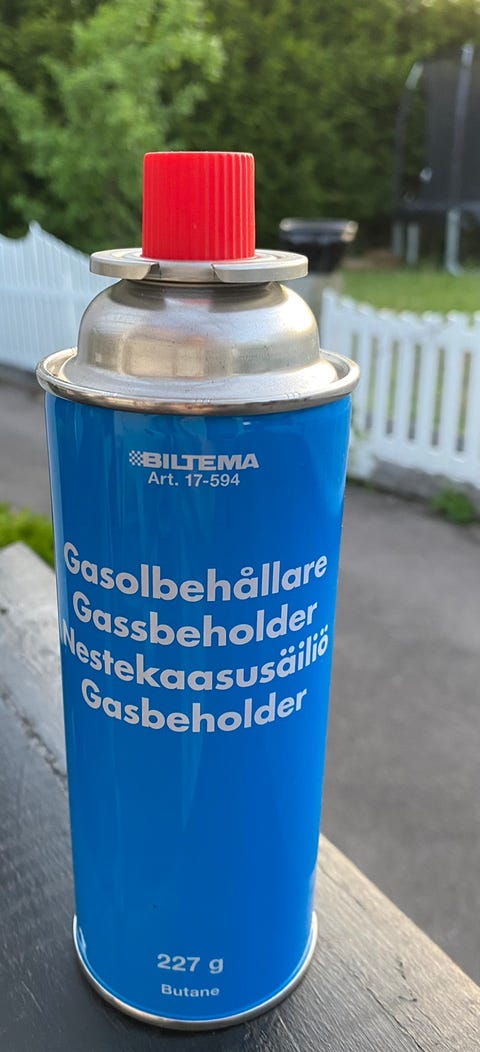 BILTEMA
Art. 17-594
Gasolbehållare
Gassbeholder
Nestekaasusäiliö
Gasbeholder
227 g
Butane